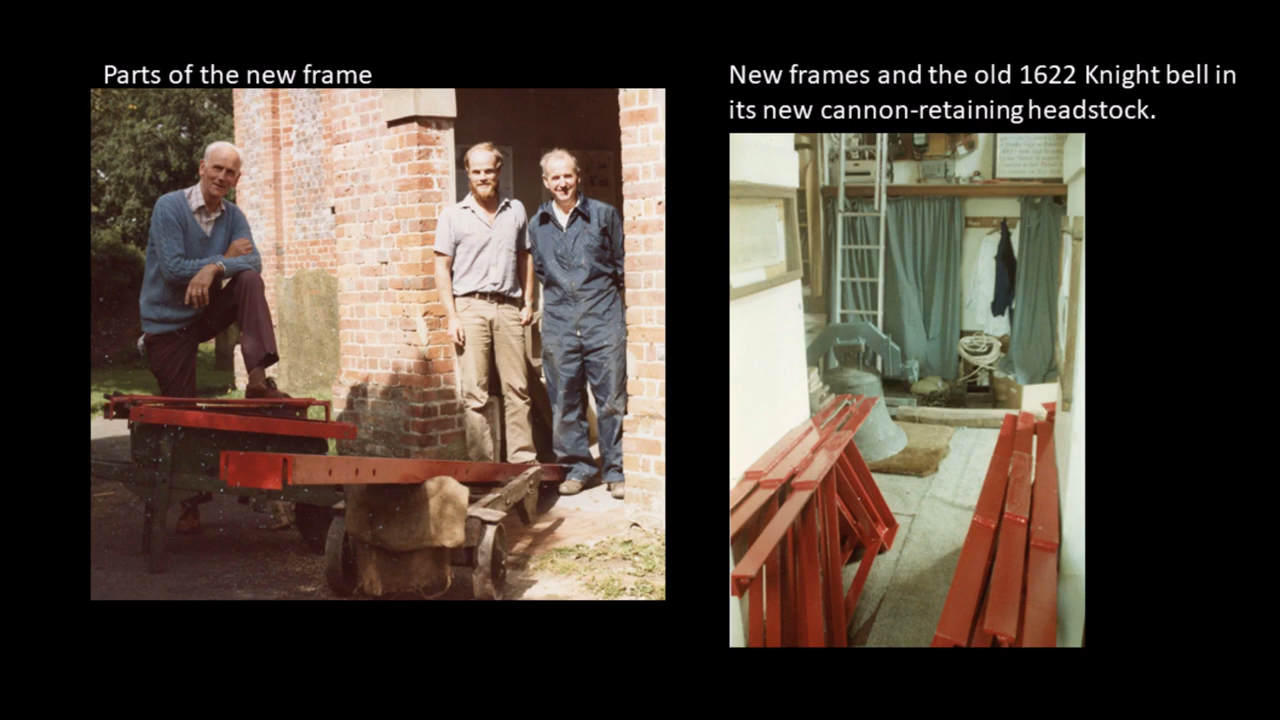 Parts of the new frame
New frames and the old 1622 Knight bell in
its new cannon-retaining headstock.